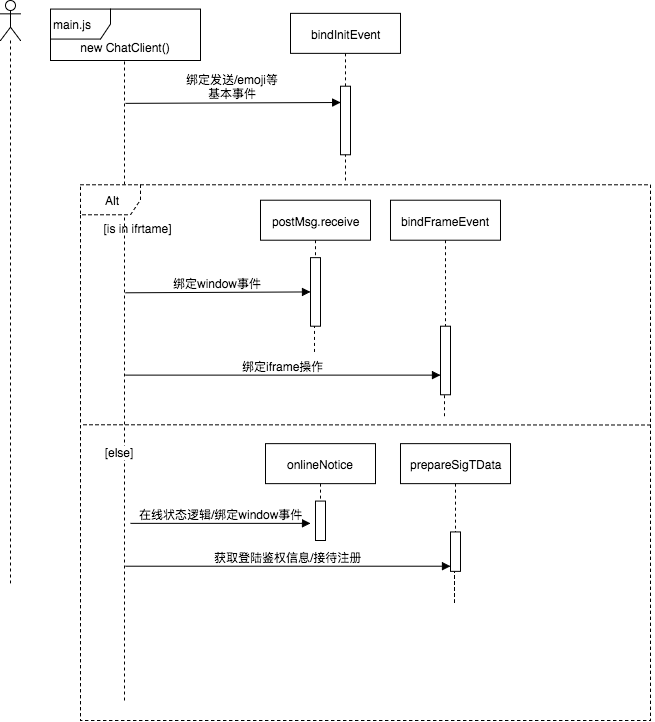 main.js
new ChatClient()
bindInitEvent
绑定发送/emoji等
基本事件
Alt
[is in ifrtame]
postMsg.receive
bindFrameEvent
绑定window事件
绑定iframe操作
[else]
onlineNotice
prepareSigTData
在线状态逻辑/绑定window事件
获取登陆鉴权信息/接待注册